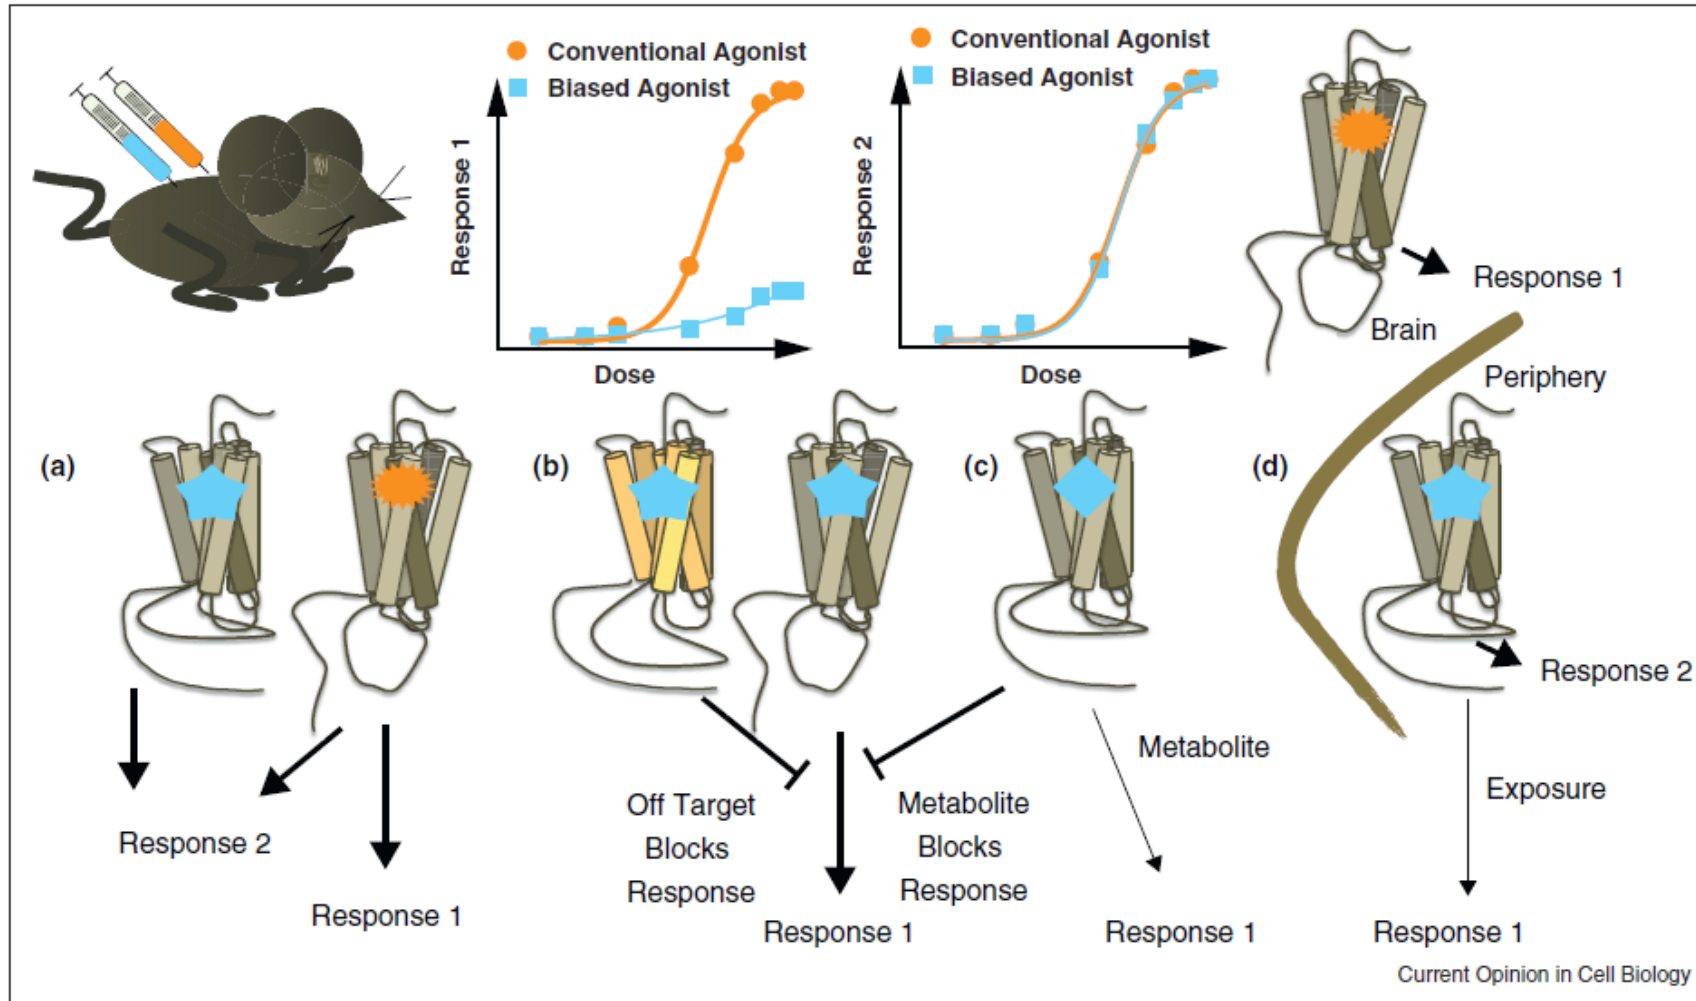 Conventional Agonist
Biased Agonist
Response 1
Dose
Conventional Agonist
Biased Agonist
Response 2
Dose
Response 1
Brain
Periphery
(a)
Response 2
Response 1
(b)
Off Target
Blocks
Response
Response 1
(c)
Metabolite
Blocks
Response
Metabolite
Response 1
(d)
Response 2
Exposure
Response 1
Current Opinion in Cell Biology